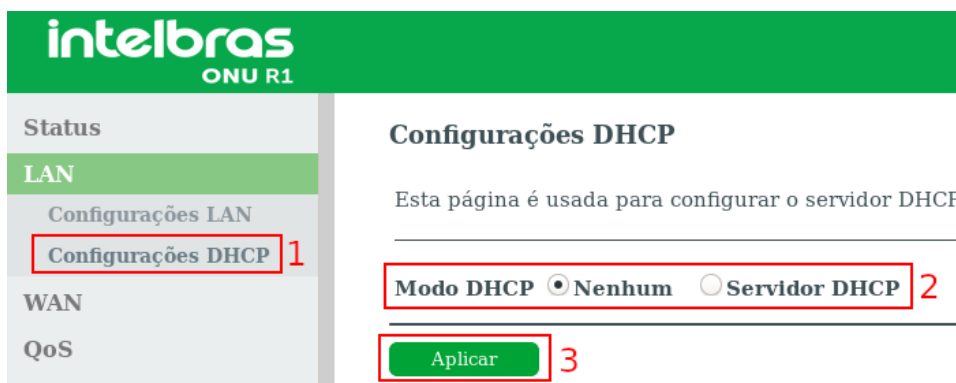 intelbras
ONU R1
Status
LAN
Configurações LAN
Configurações DHCP 1
WAN
QoS
Configurações DHCP
Esta página é usada para configurar o servidor DHCP
Modo DHCP Nenhum Servidor DHCP 2
Aplicar 3